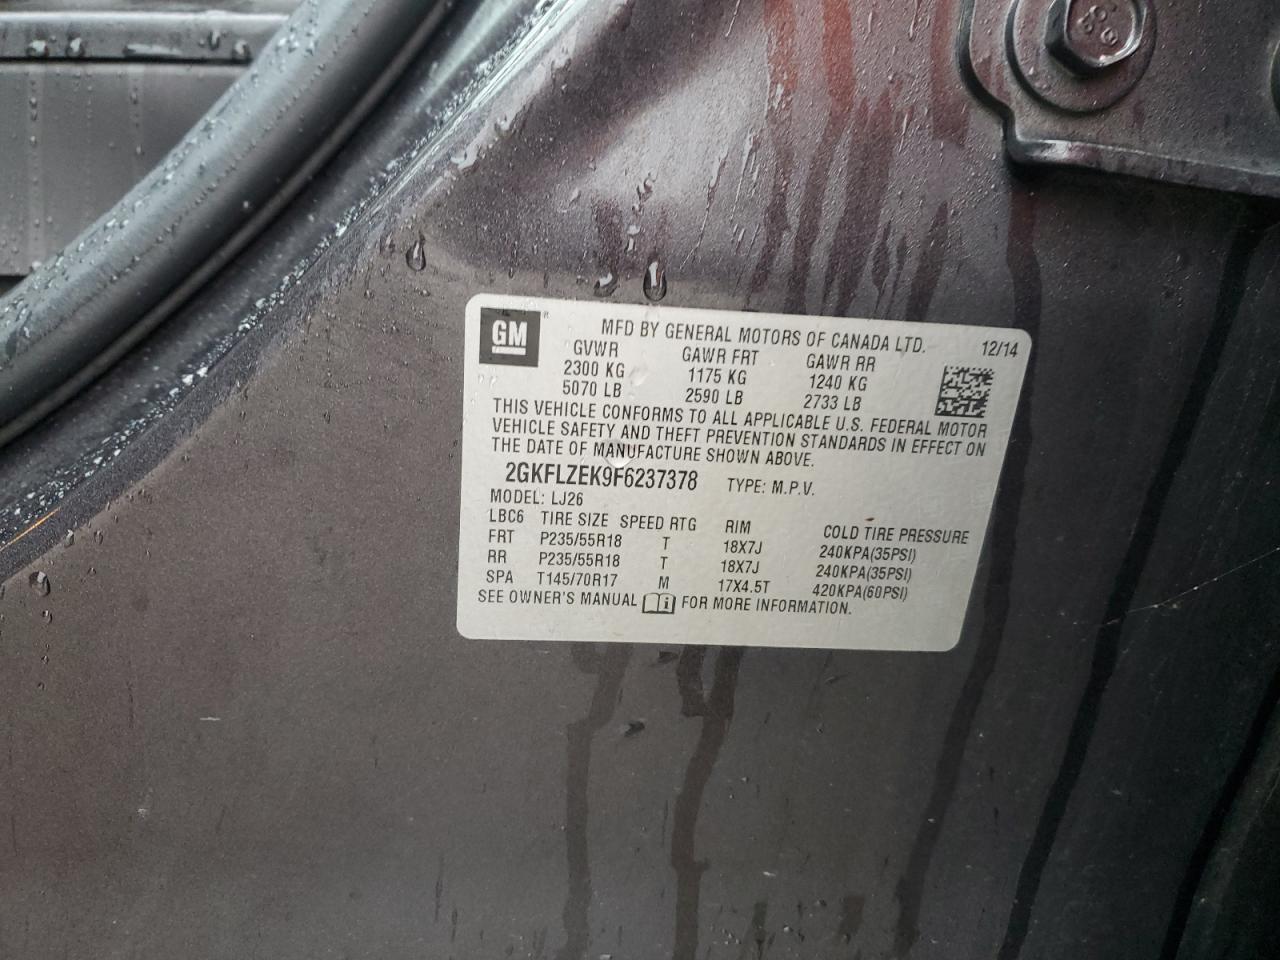 GM
MFD BY GENERAL MOTORS OF CANADA LTD. 12/14
GVWR GAWR FRT GAWR RR
2300 KG 1175 KG 1240 KG
5070 LB 2590 LB 2733 LB
THIS VEHICLE CONFORMS TO ALL APPLICABLE U.S. FEDERAL MOTOR
VEHICLE SAFETY AND THEFT PREVENTION STANDARDS IN EFFECT ON
THE DATE OF MANUFACTURE SHOWN ABOVE.
2GKFLZEK9F6237378 TYPE: M.P.V.
MODEL: LJ26
LBC6 TIRE SIZE SPEED RTG RIM COLD TIRE PRESSURE
FRT P235/55R18 T 18X7J 240KPA(35PSI)
RR P235/55R18 T 18X7J 240KPA(35PSI)
SPA T145/70R17 M 17X4.5T 420KPA(60PSI)
SEE OWNER'S MANUAL FOR MORE INFORMATION.